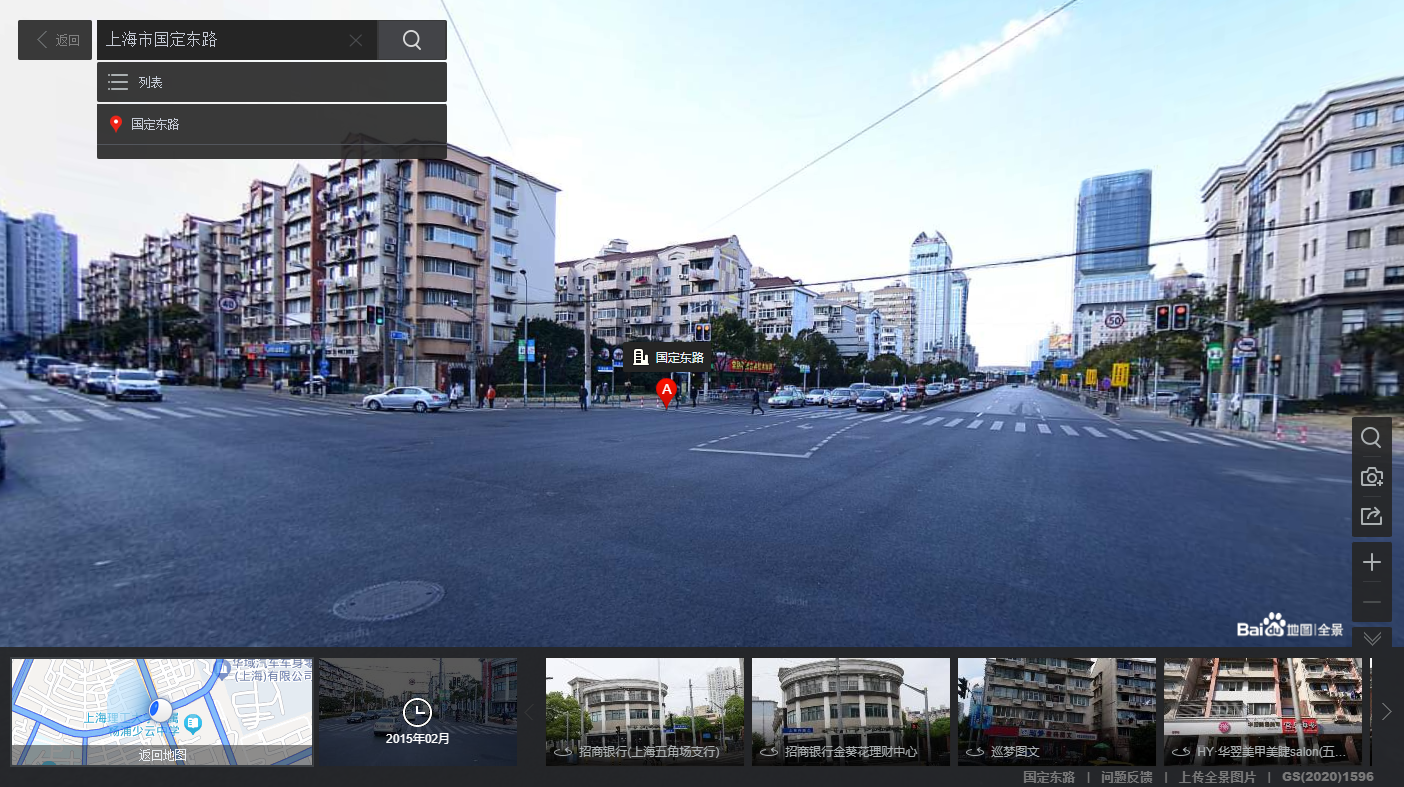 返回
上海市国定东路
列表
国定东路
40
50
国定东路
A
Bai du 地图|全景
华域汽车车身零
(上海)有限公司
上海理工大学附属
杨浦少云中学
返回地图
2015年02月
招商银行(上海五角场支行)
招商银行金葵花理财中心
巡梦图文
HY·华翌美甲美睫salon(五...
国定东路 | 问题反馈 | 上传全景图片 | GS(2020)1596